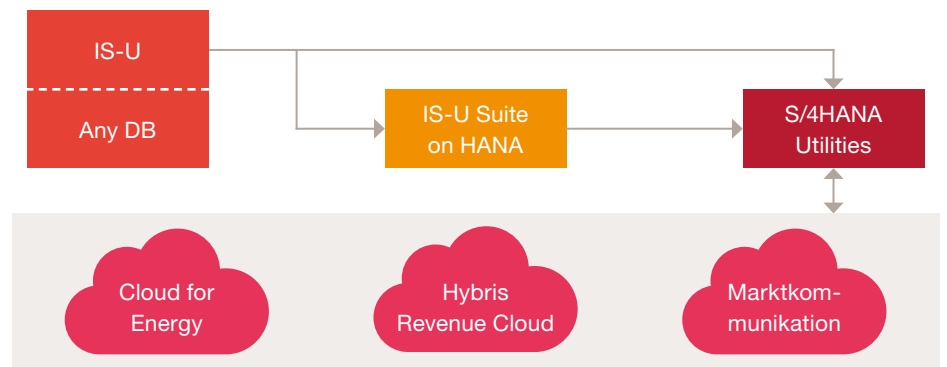 IS-U
Any DB
IS-U Suite
on HANA
S/4HANA
Utilities
Cloud for
Energy
Hybris
Revenue Cloud
Marktkom-
munikation